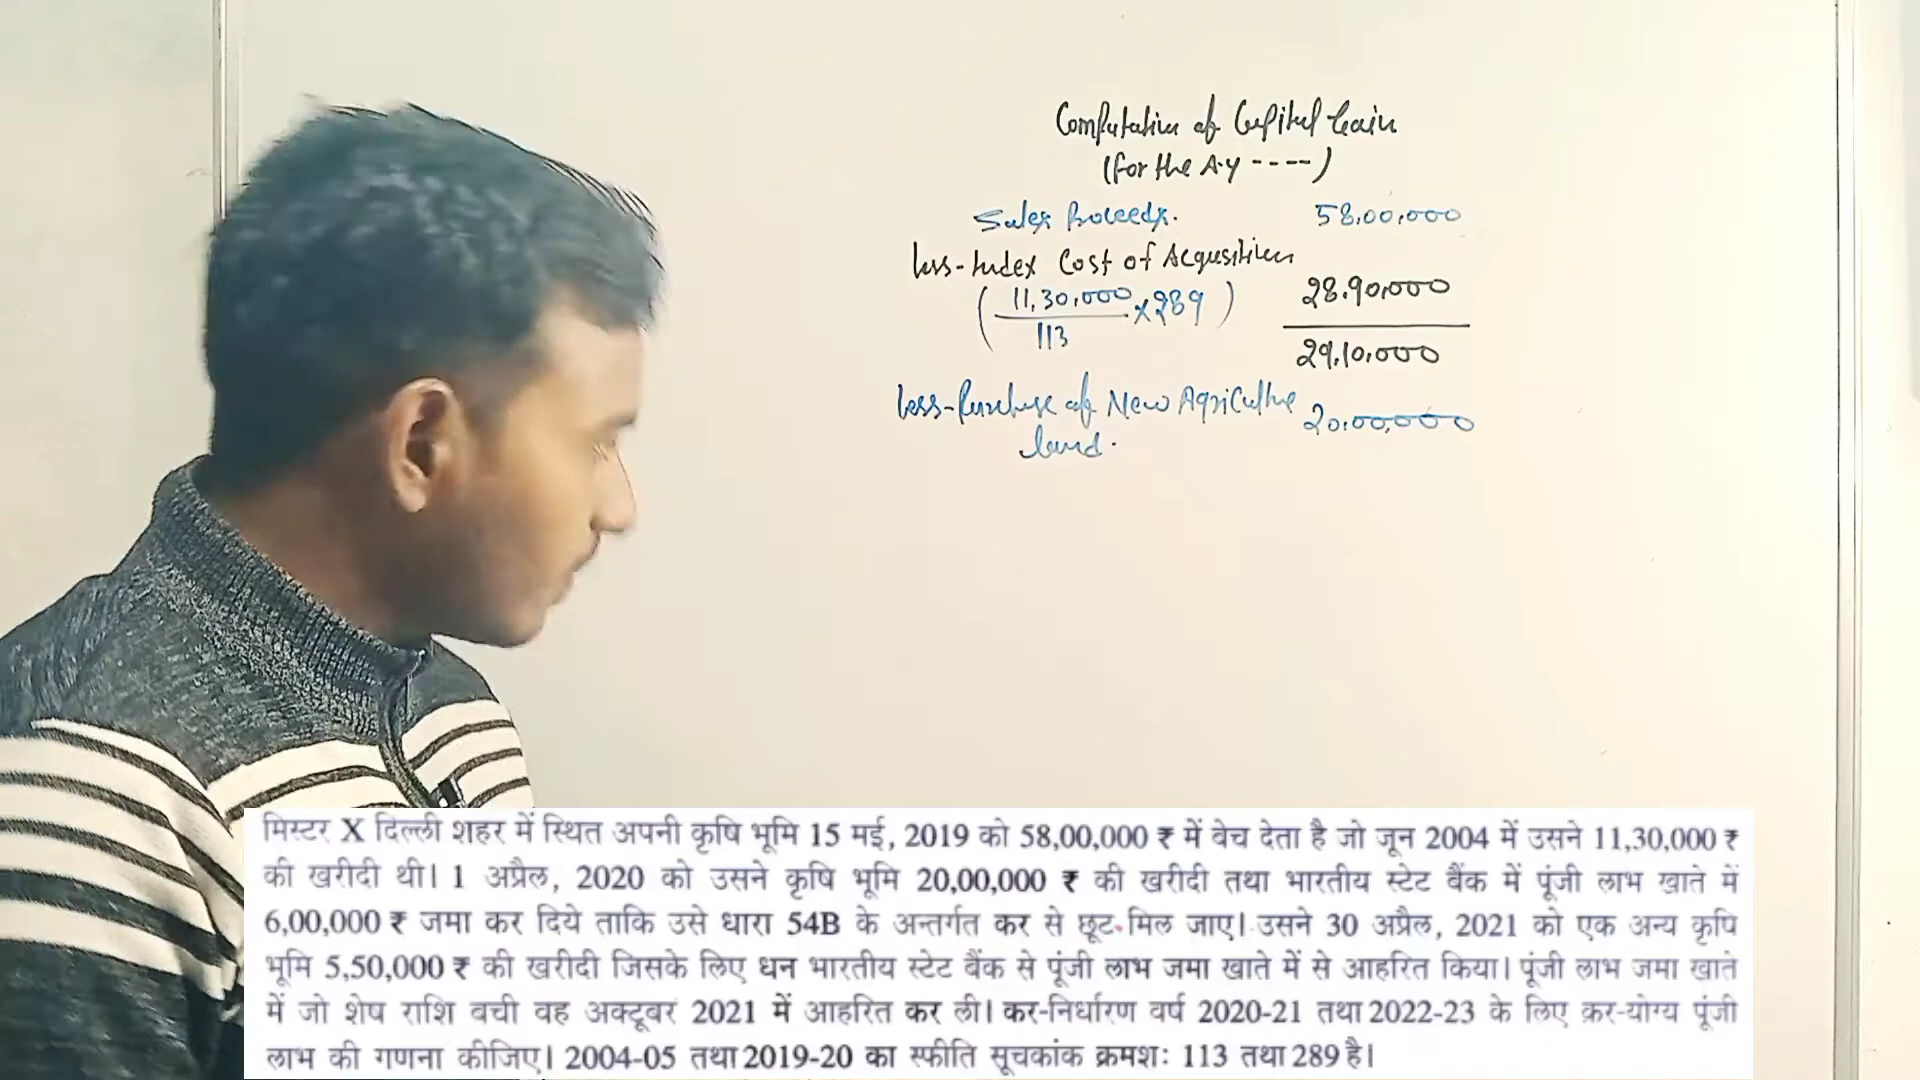 Computation of Capital Gain
(for the A.Y ----)
Sales Proceeds. 58,00,000
less-Index Cost of Acquesition
( 11,30,000 / 113 × 289 ) 28,90,000
29,10,000
less-Purchase of New Agriculture 20,00,000
land.
मिस्टर X दिल्ली शहर में स्थित अपनी कृषि भूमि 15 मई, 2019 को 58,00,000 ₹ में बेच देता है जो जून 2004 में उसने 11,30,000 ₹
की खरीदी थी। 1 अप्रैल, 2020 को उसने कृषि भूमि 20,00,000 ₹ की खरीदी तथा भारतीय स्टेट बैंक में पूंजी लाभ खाते में
6,00,000 ₹ जमा कर दिये ताकि उसे धारा 54B के अन्तर्गत कर से छूट मिल जाए। उसने 30 अप्रैल, 2021 को एक अन्य कृषि
भूमि 5,50,000 ₹ की खरीदी जिसके लिए धन भारतीय स्टेट बैंक से पूंजी लाभ जमा खाते में से आहरित किया। पूंजी लाभ जमा खाते
में जो शेष राशि बची वह अक्टूबर 2021 में आहरित कर ली। कर-निर्धारण वर्ष 2020-21 तथा 2022-23 के लिए कर-योग्य पूंजी
लाभ की गणना कीजिए। 2004-05 तथा 2019-20 का स्फीति सूचकांक क्रमशः 113 तथा 289 है।